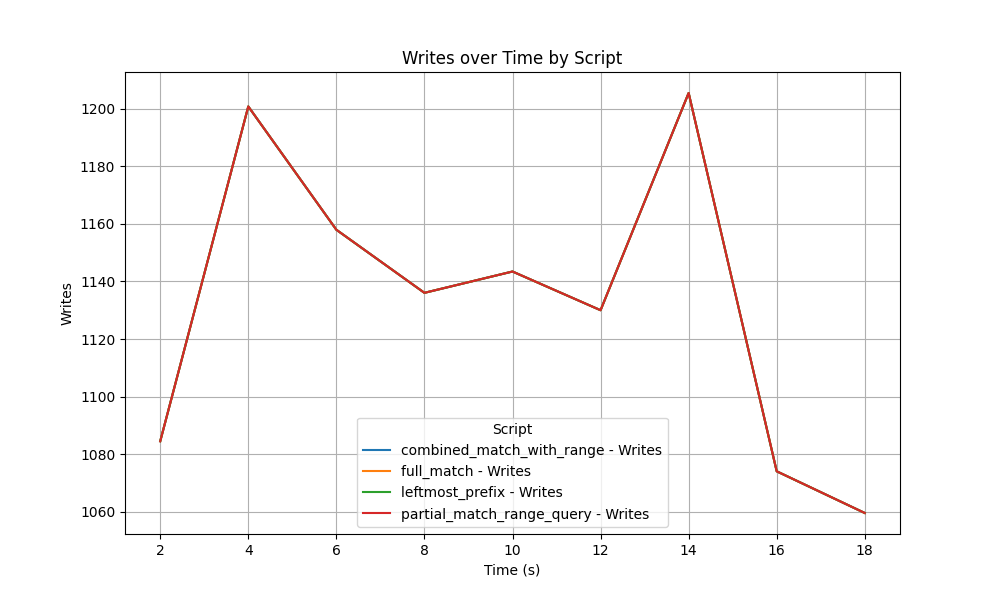 Writes over Time by Script
1200
1180
1160
1140
1120
1100
1080
1060
Writes
Script
combined_match_with_range - Writes
full_match - Writes
leftmost_prefix - Writes
partial_match_range_query - Writes
2 4 6 8 10 12 14 16 18
Time (s)